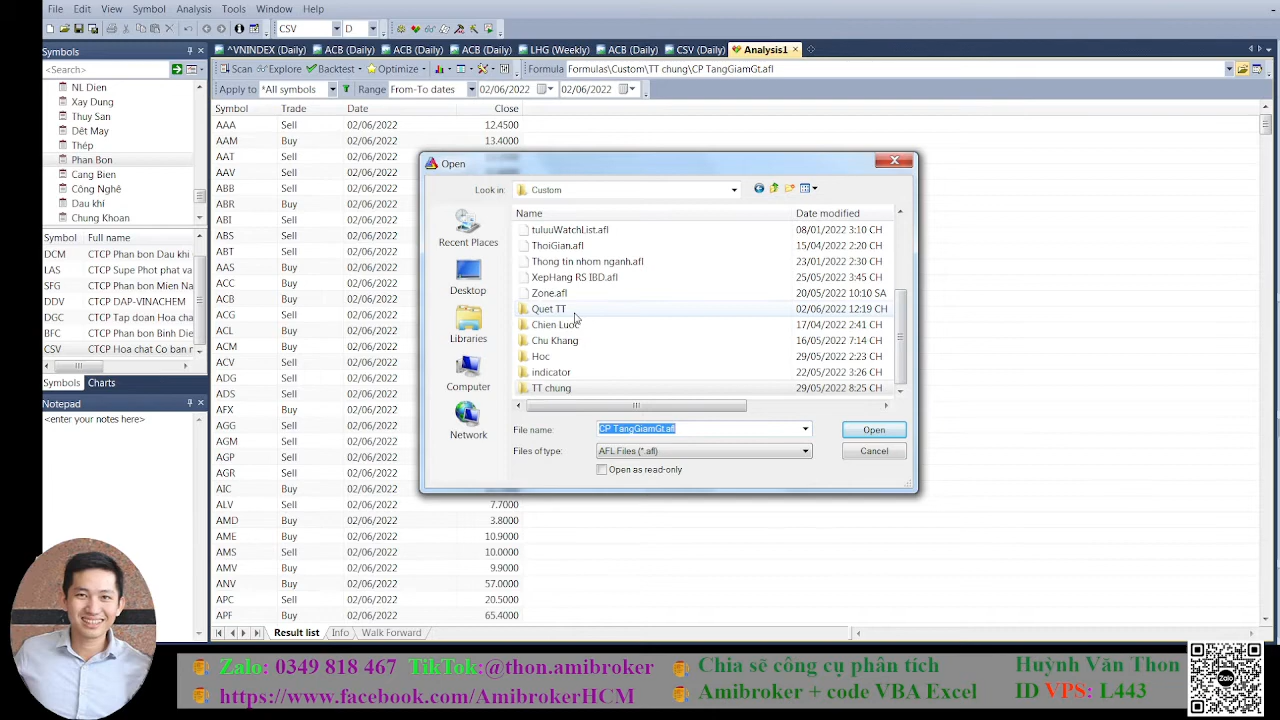 File Edit View Insert Symbol Analysis Tools Window Help
CSV D
^VNINDEX (Daily) ACB (Daily) ACB (Daily) ACB (Daily) LHG (Weekly) ACB (Daily) CSV (Daily) Analysis1
Symbols
<Search>
Scan Explore Backtest Optimize Formula Formulas\Custom\TT chung\CP TangGiamGt.afl
Apply to *All symbols Range From-To dates 02/06/2022 02/06/2022
NL Dien
Xay Dung
Thuy San
Dêt May
Thép
Phan Bon
Cang Bien
Công Nghệ
Dau khí
Chung Khoan
Symbol Full name
DCM CTCP Phan bon Dau khi
LAS CTCP Supe Phot phat va
SFG CTCP Phan bon Mien Na
DDV CTCP DAP-VINACHEM
DGC CTCP Tap doan Hoa cha
BFC CTCP Phan bon Binh Die
CSV CTCP Hoa chat Co ban m
Symbols Charts
Notepad
<enter your notes here>
Symbol Trade Date Close
AAA Sell 02/06/2022 12.4500
AAM Buy 02/06/2022 13.4000
AAT Sell 02/06/2022
AAV Sell 02/06/2022
ABB Sell 02/06/2022
ABC Sell 02/06/2022
ABI Sell 02/06/2022
ABS Sell 02/06/2022
ABT Sell 02/06/2022
AAS Buy 02/06/2022
ACC Buy 02/06/2022
ACB Buy 02/06/2022
ACG Sell 02/06/2022
ACL Buy 02/06/2022
ACM Buy 02/06/2022
ACV Sell 02/06/2022
ADG Sell 02/06/2022
ADS Sell 02/06/2022
AFX Buy 02/06/2022
AGG Sell 02/06/2022
AGM Sell 02/06/2022
AGP Sell 02/06/2022
AGR Sell 02/06/2022
AIC Buy 02/06/2022
ALV Sell 02/06/2022 7.7000
AMD Buy 02/06/2022 3.8000
AME Buy 02/06/2022 10.9000
AMS Sell 02/06/2022 10.0000
AMV Buy 02/06/2022 9.9000
ANV Buy 02/06/2022 57.0000
APC Sell 02/06/2022 20.5000
APF Buy 02/06/2022 65.4000
Result list Info Walk Forward
Open
Look in: Custom
Recent Places
Desktop
Libraries
Computer
Network
Name Date modified
tuluuWatchList.afl 08/01/2022 3:10 CH
ThoiGian.afl 15/04/2022 2:20 CH
Thong tin nhom nganh.afl 23/01/2022 2:30 CH
XepHang RS IBD.afl 25/05/2022 3:45 CH
Zone.afl 20/05/2022 10:10 SA
Quet TT 02/06/2022 12:19 CH
Chien Luoc 17/04/2022 2:41 CH
Chu Khang 16/05/2022 7:14 CH
Hoc 29/05/2022 2:23 CH
indicator 22/05/2022 3:26 CH
TT chung 29/05/2022 8:25 CH
File name: CP TangGiamGt.afl Open
Files of type: AFL Files (*.afl) Cancel
Open as read-only
Zalo: 0349 818 467 TikTok:@thon.amibroker
https://www.facebook.com/AmibrokerHCM
Chia sẽ công cụ phân tích
Amibroker + code VBA Excel
Huỳnh Văn Thon
ID VPS: L443
Zalo